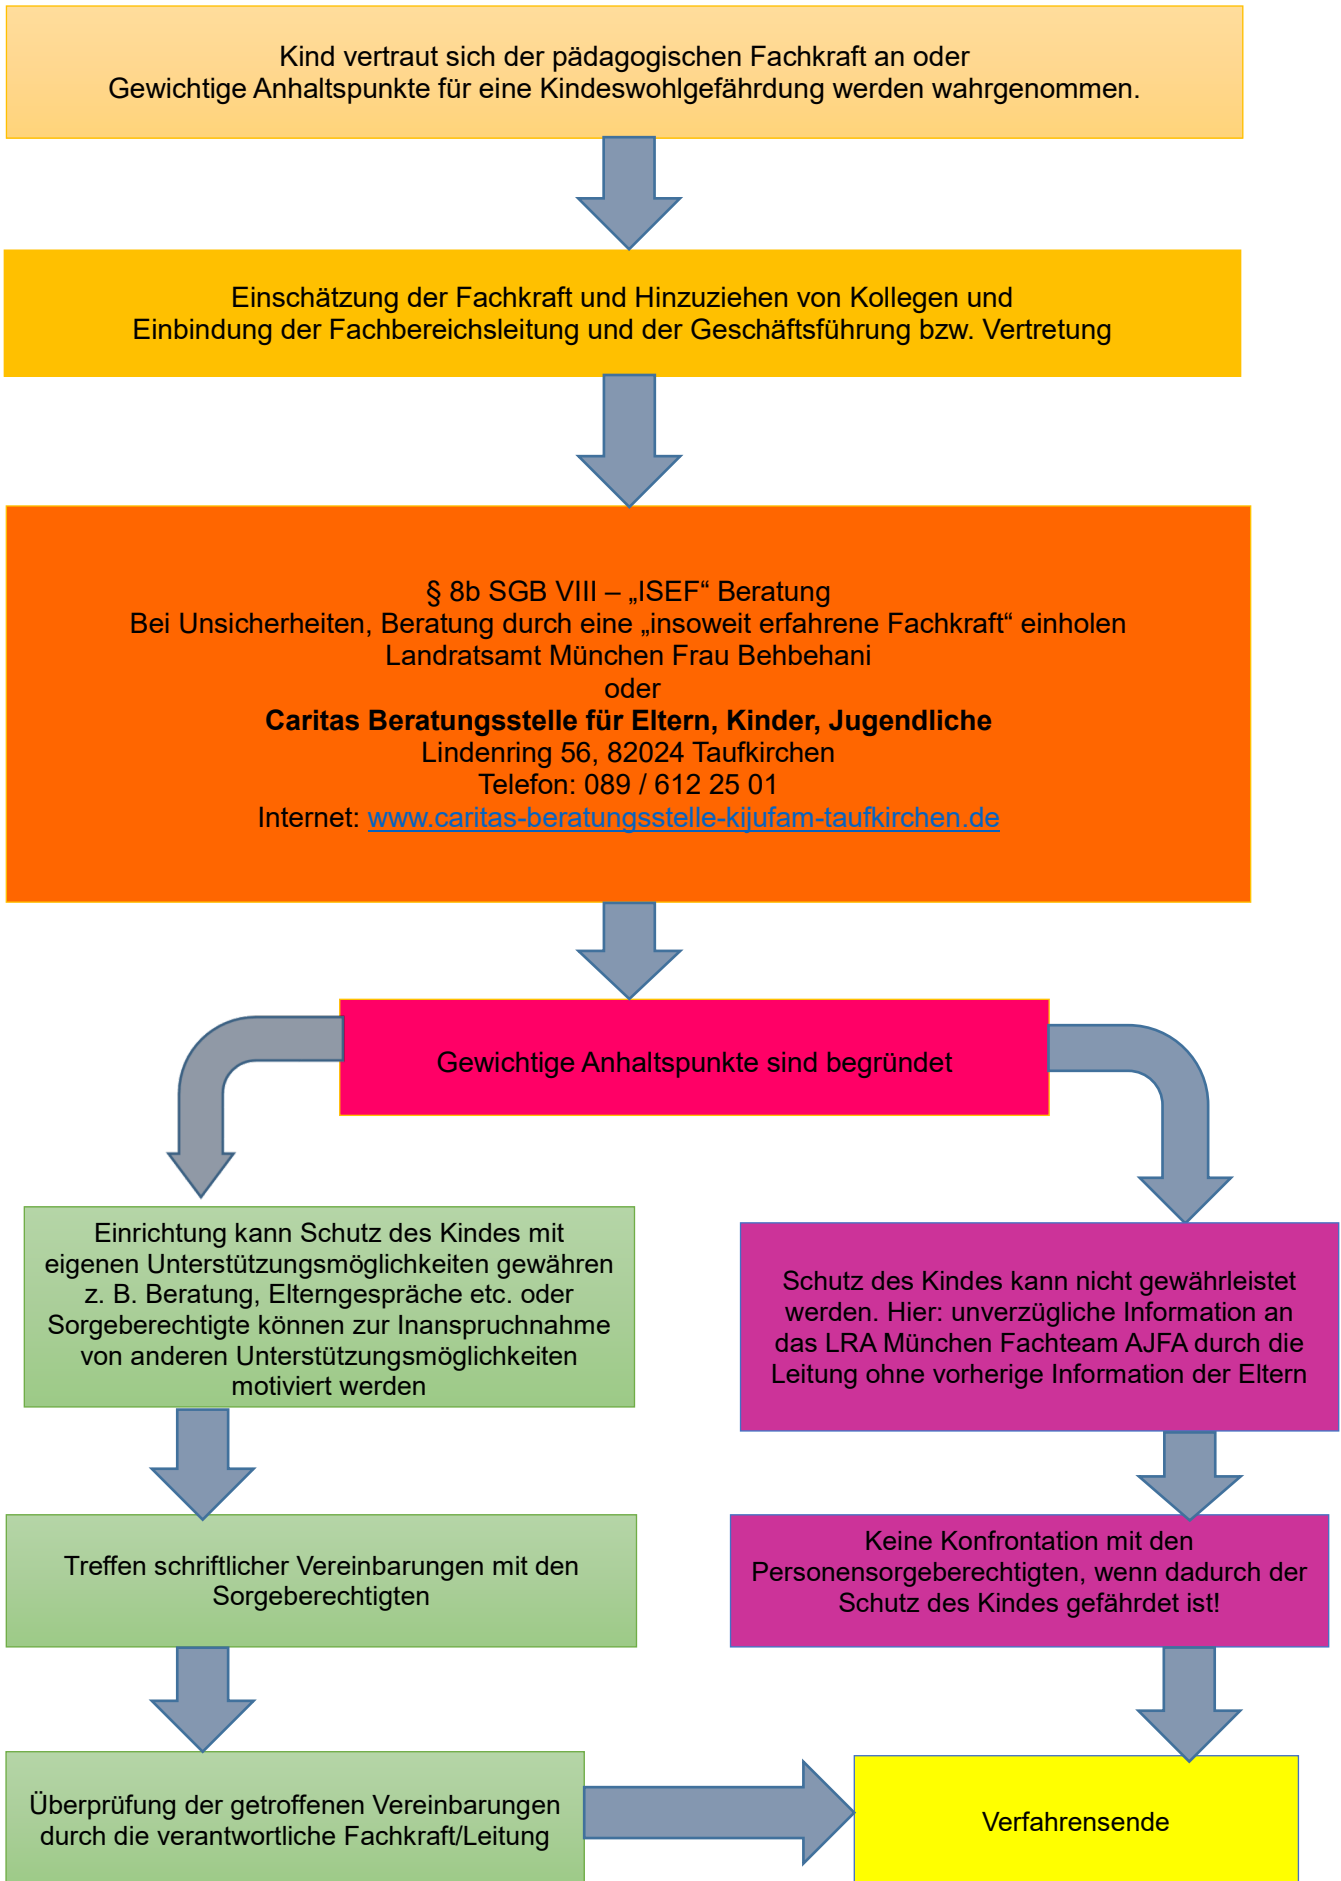 Kind vertraut sich der pädagogischen Fachkraft an oder
Gewichtige Anhaltspunkte für eine Kindeswohlgefährdung werden wahrgenommen.
Einschätzung der Fachkraft und Hinzuziehen von Kollegen und
Einbindung der Fachbereichsleitung und der Geschäftsführung bzw. Vertretung
§ 8b SGB VIII – „ISEF“ Beratung
Bei Unsicherheiten, Beratung durch eine „insoweit erfahrene Fachkraft“ einholen
Landratsamt München Frau Behbehani
oder
Caritas Beratungsstelle für Eltern, Kinder, Jugendliche
Lindenring 56, 82024 Taufkirchen
Telefon: 089 / 612 25 01
Internet: www.caritas-beratungsstelle-kijufam-taufkirchen.de
Gewichtige Anhaltspunkte sind begründet
Einrichtung kann Schutz des Kindes mit
eigenen Unterstützungsmöglichkeiten gewähren
z. B. Beratung, Elterngespräche etc. oder
Sorgeberechtigte können zur Inanspruchnahme
von anderen Unterstützungsmöglichkeiten
motiviert werden
Schutz des Kindes kann nicht gewährleistet
werden. Hier: unverzügliche Information an
das LRA München Fachteam AJFA durch die
Leitung ohne vorherige Information der Eltern
Treffen schriftlicher Vereinbarungen mit den
Sorgeberechtigten
Keine Konfrontation mit den
Personensorgeberechtigten, wenn dadurch der
Schutz des Kindes gefährdet ist!
Überprüfung der getroffenen Vereinbarungen
durch die verantwortliche Fachkraft/Leitung
Verfahrensende